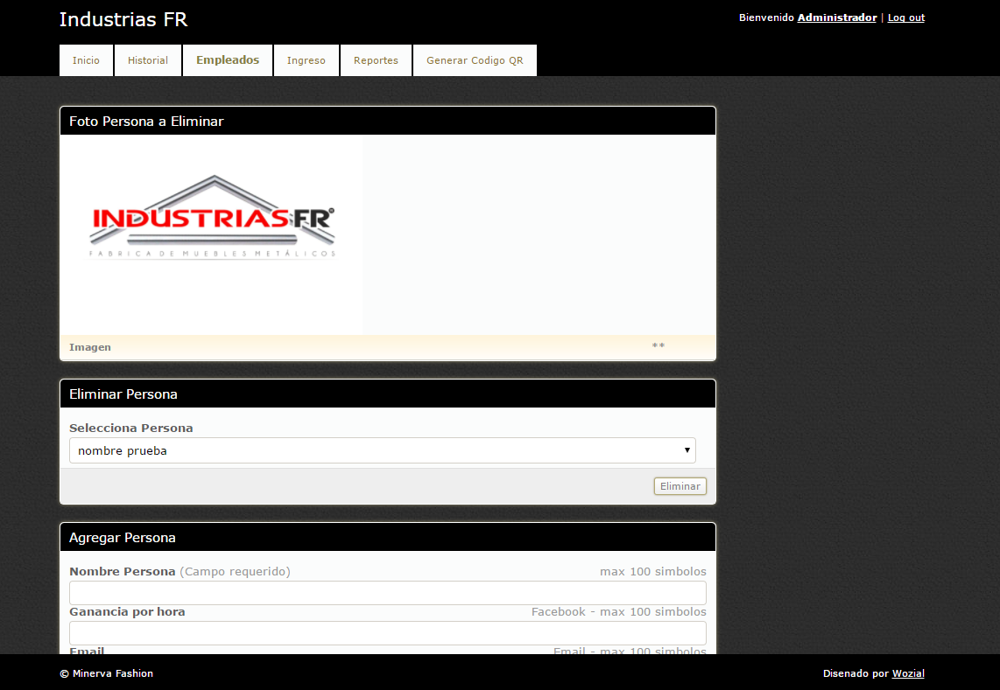 Industrias FR
Bienvenido Administrador | Log out
Inicio
Historial
Empleados
Ingreso
Reportes
Generar Codigo QR
Foto Persona a Eliminar
INDUSTRIASFR®
FABRICA DE MUEBLES METÁLICOS
Imagen **
Eliminar Persona
Selecciona Persona
nombre prueba
Eliminar
Agregar Persona
Nombre Persona (Campo requerido) max 100 simbolos
Ganancia por hora Facebook - max 100 simbolos
Email Email - max 100 simbolos
© Minerva Fashion Disenado por Wozial